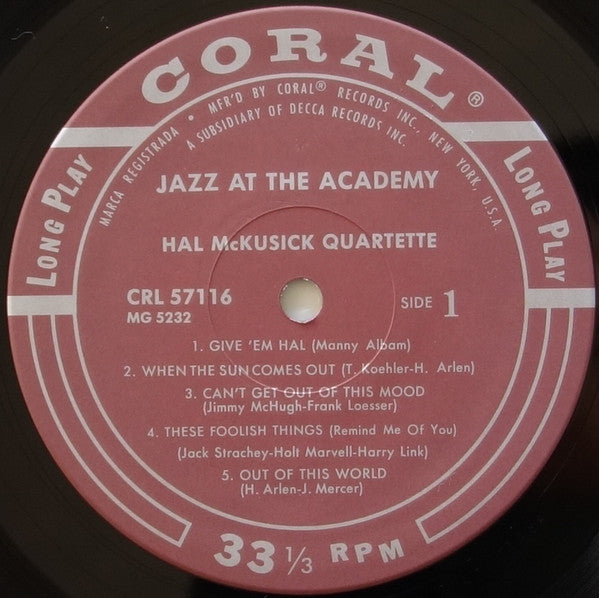 CORAL®
MARCA REGISTRADA • MFR'D BY CORAL® RECORDS INC., NEW YORK, U.S.A.
A SUBSIDIARY OF DECCA RECORDS INC.
LONG PLAY
LONG PLAY
JAZZ AT THE ACADEMY
HAL McKUSICK QUARTETTE
CRL 57116
MG 5232
SIDE 1
1. GIVE 'EM HAL (Manny Albam)
2. WHEN THE SUN COMES OUT (T. Koehler-H. Arlen)
3. CAN'T GET OUT OF THIS MOOD
(Jimmy McHugh-Frank Loesser)
4. THESE FOOLISH THINGS (Remind Me Of You)
(Jack Strachey-Holt Marvell-Harry Link)
5. OUT OF THIS WORLD
(H. Arlen-J. Mercer)
33 1/3 RPM